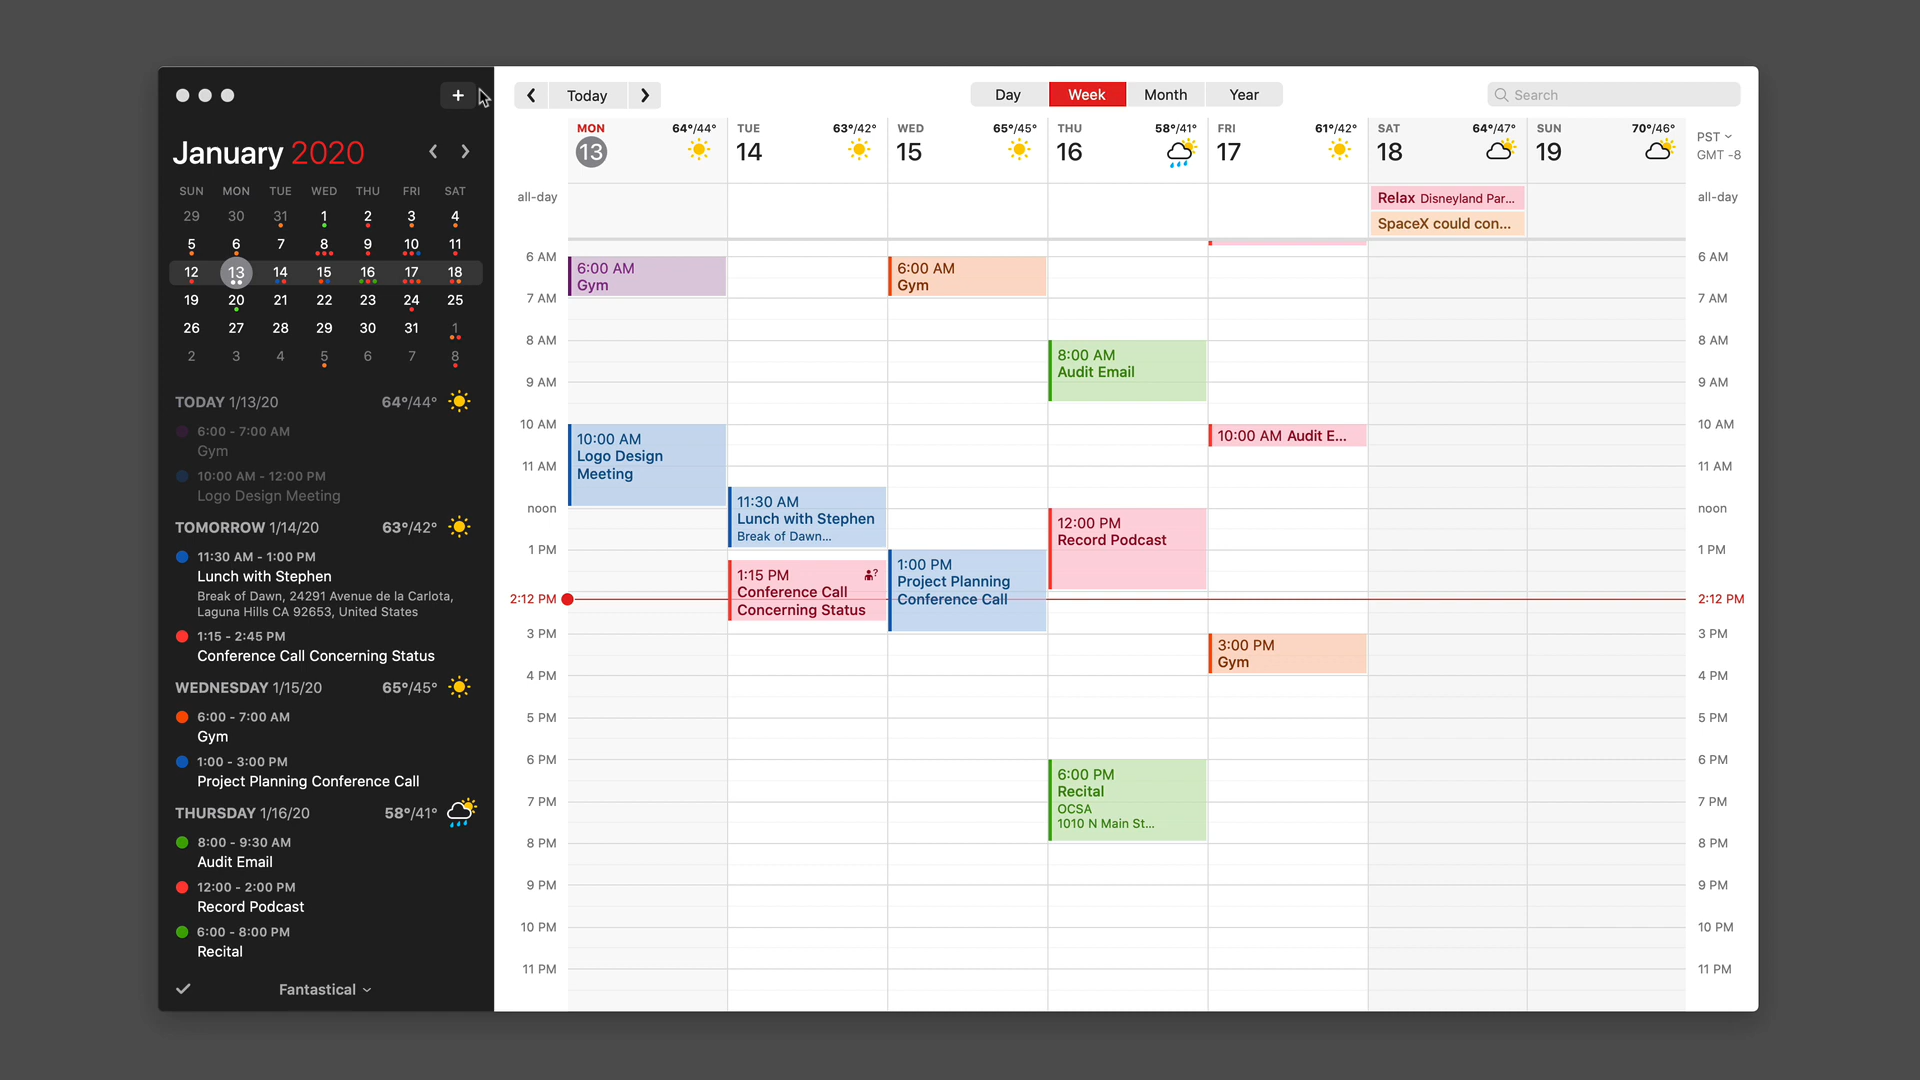 January 2020
SUN MON TUE WED THU FRI SAT
29 30 31 1 2 3 4
5 6 7 8 9 10 11
12 13 14 15 16 17 18
19 20 21 22 23 24 25
26 27 28 29 30 31 1
2 3 4 5 6 7 8
TODAY 1/13/20 64°/44°
6:00 - 7:00 AM
Gym
10:00 AM - 12:00 PM
Logo Design Meeting
TOMORROW 1/14/20 63°/42°
11:30 AM - 1:00 PM
Lunch with Stephen
Break of Dawn, 24291 Avenue de la Carlota,
Laguna Hills CA 92653, United States
1:15 - 2:45 PM
Conference Call Concerning Status
WEDNESDAY 1/15/20 65°/45°
6:00 - 7:00 AM
Gym
1:00 - 3:00 PM
Project Planning Conference Call
THURSDAY 1/16/20 58°/41°
8:00 - 9:30 AM
Audit Email
12:00 - 2:00 PM
Record Podcast
6:00 - 8:00 PM
Recital
Fantastical
Today
Day Week Month Year
Search
MON 64°/44° TUE 63°/42° WED 65°/45° THU 58°/41° FRI 61°/42° SAT 64°/47° SUN 70°/46°
13 14 15 16 17 18 19
PST
GMT -8
all-day
all-day
Relax Disneyland Par...
SpaceX could con...
6 AM
7 AM
8 AM
9 AM
10 AM
11 AM
noon
1 PM
2:12 PM
3 PM
4 PM
5 PM
6 PM
7 PM
8 PM
9 PM
10 PM
11 PM
6:00 AM
Gym
10:00 AM
Logo Design
Meeting
11:30 AM
Lunch with Stephen
Break of Dawn...
1:15 PM
Conference Call
Concerning Status
6:00 AM
Gym
1:00 PM
Project Planning
Conference Call
8:00 AM
Audit Email
12:00 PM
Record Podcast
6:00 PM
Recital
OCSA
1010 N Main St...
10:00 AM Audit E...
3:00 PM
Gym
6 AM
7 AM
8 AM
9 AM
10 AM
11 AM
noon
1 PM
2:12 PM
3 PM
4 PM
5 PM
6 PM
7 PM
8 PM
9 PM
10 PM
11 PM